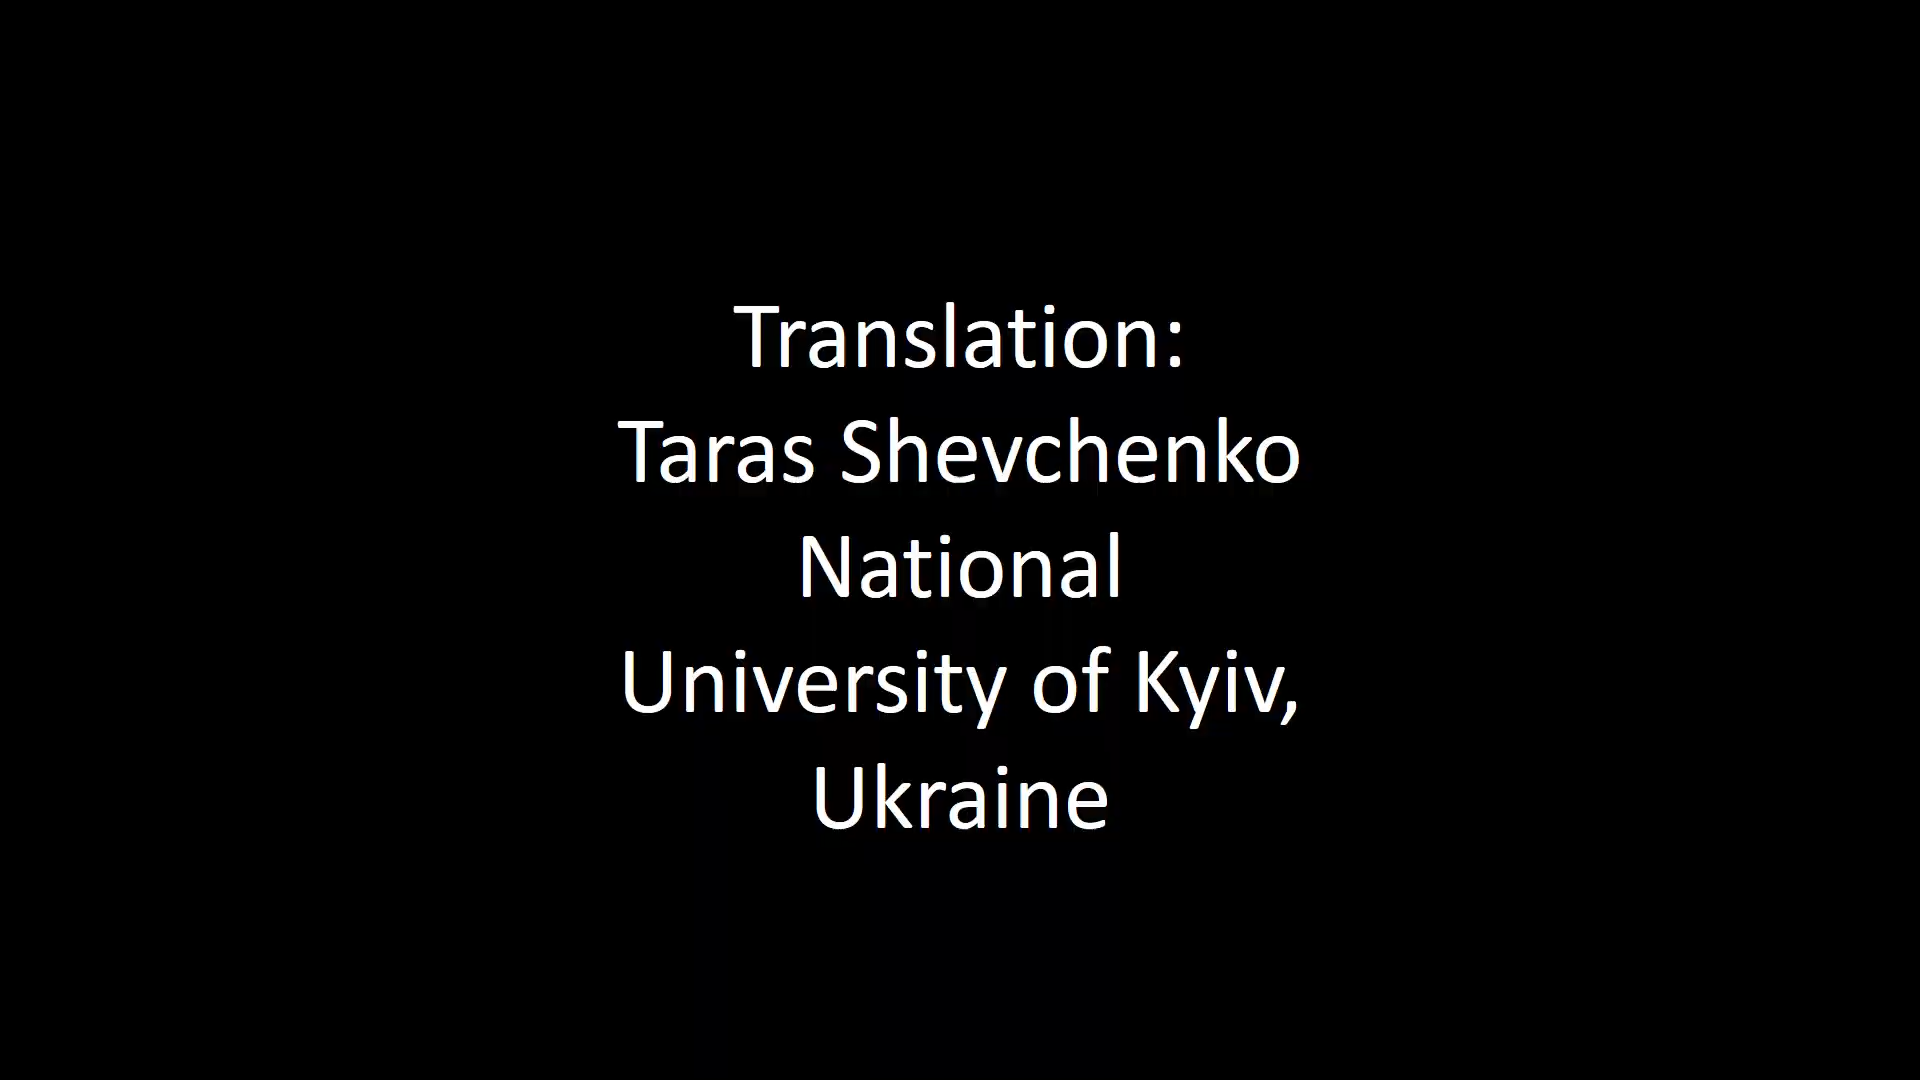 Translation:
Taras Shevchenko
National
University of Kyiv,
Ukraine